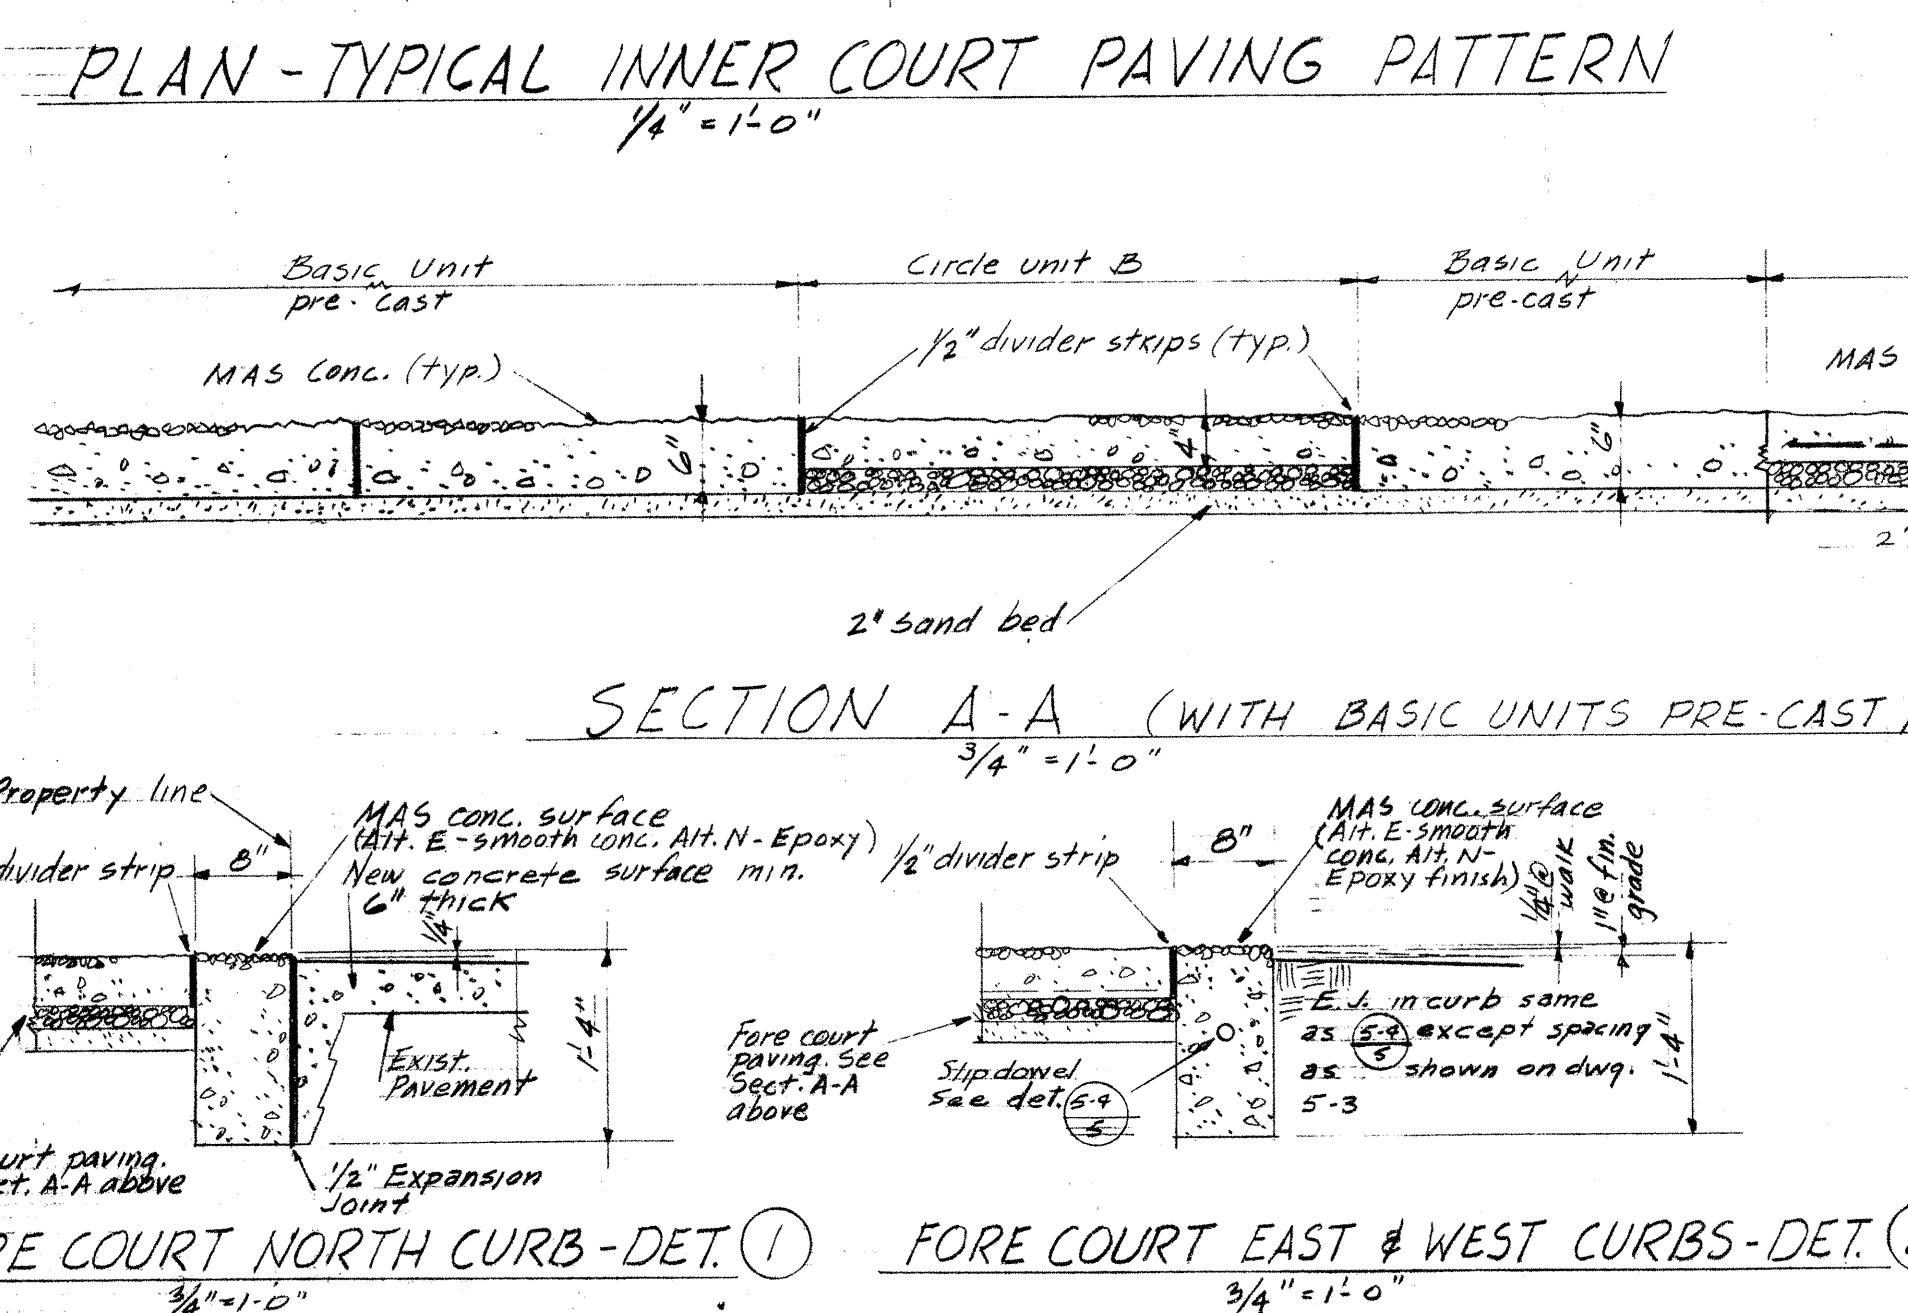 PLAN - TYPICAL INNER COURT PAVING PATTERN
1/4" = 1'-0"
Basic Unit
pre-cast
Circle unit B
Basic Unit
pre-cast
1/2" divider strips (typ.)
MAS Conc. (typ.)
MAS
6"
4"
6"
2"
2" sand bed
SECTION A-A (WITH BASIC UNITS PRE-CAST)
3/4" = 1'-0"
Property line
MAS conc. surface
(Alt. E-smooth conc. Alt. N-Epoxy)
New concrete surface min.
6" thick
divider strip
8"
1/4"
1'-4"
Exist.
Pavement
1/2" Expansion
Joint
urt paving.
ct. A-A above
1/2" divider strip
8"
MAS conc. surface
(Alt. E-smooth
conc. Alt. N-
Epoxy finish)
1/4" @
walk
1" @ fin.
grade
Fore court
paving. See
Sect. A-A
above
Slip dowel
See det. 5-4
5
E.J. in curb same
as 5-4 except spacing
5
as shown on dwg.
5-3
1'-4"
RE COURT NORTH CURB-DET. 1
3/4" = 1'-0"
FORE COURT EAST & WEST CURBS-DET.
3/4" = 1'-0"